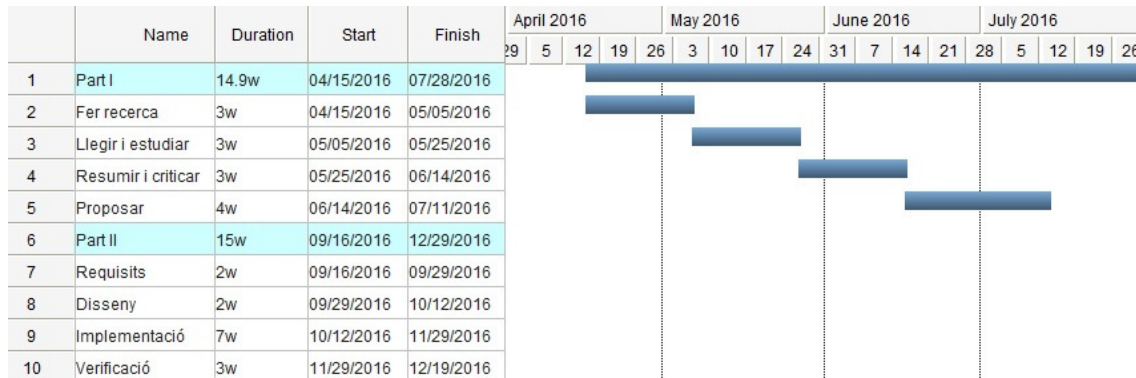 Name Duration Start Finish April 2016 May 2016 June 2016 July 2016
29 5 12 19 26 3 10 17 24 31 7 14 21 28 5 12 19 26
1 Part I 14.9w 04/15/2016 07/28/2016
2 Fer recerca 3w 04/15/2016 05/05/2016
3 Llegir i estudiar 3w 05/05/2016 05/25/2016
4 Resumir i criticar 3w 05/25/2016 06/14/2016
5 Proposar 4w 06/14/2016 07/11/2016
6 Part II 15w 09/16/2016 12/29/2016
7 Requisits 2w 09/16/2016 09/29/2016
8 Disseny 2w 09/29/2016 10/12/2016
9 Implementació 7w 10/12/2016 11/29/2016
10 Verificació 3w 11/29/2016 12/19/2016